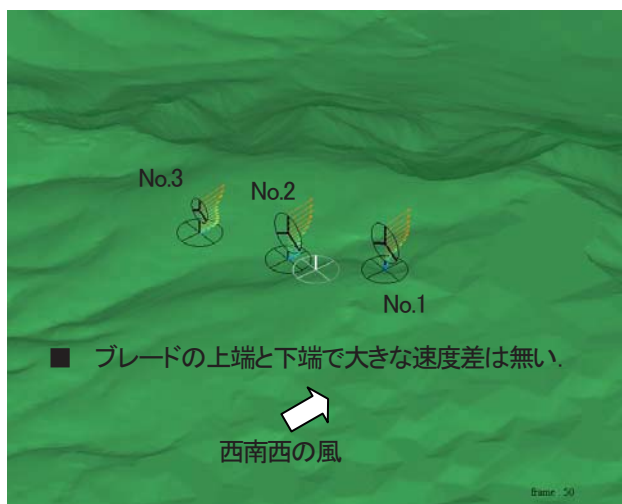 No.3
No.2
No.1
■ ブレードの上端と下端で大きな速度差は無い.
西南西の風
frame : 50